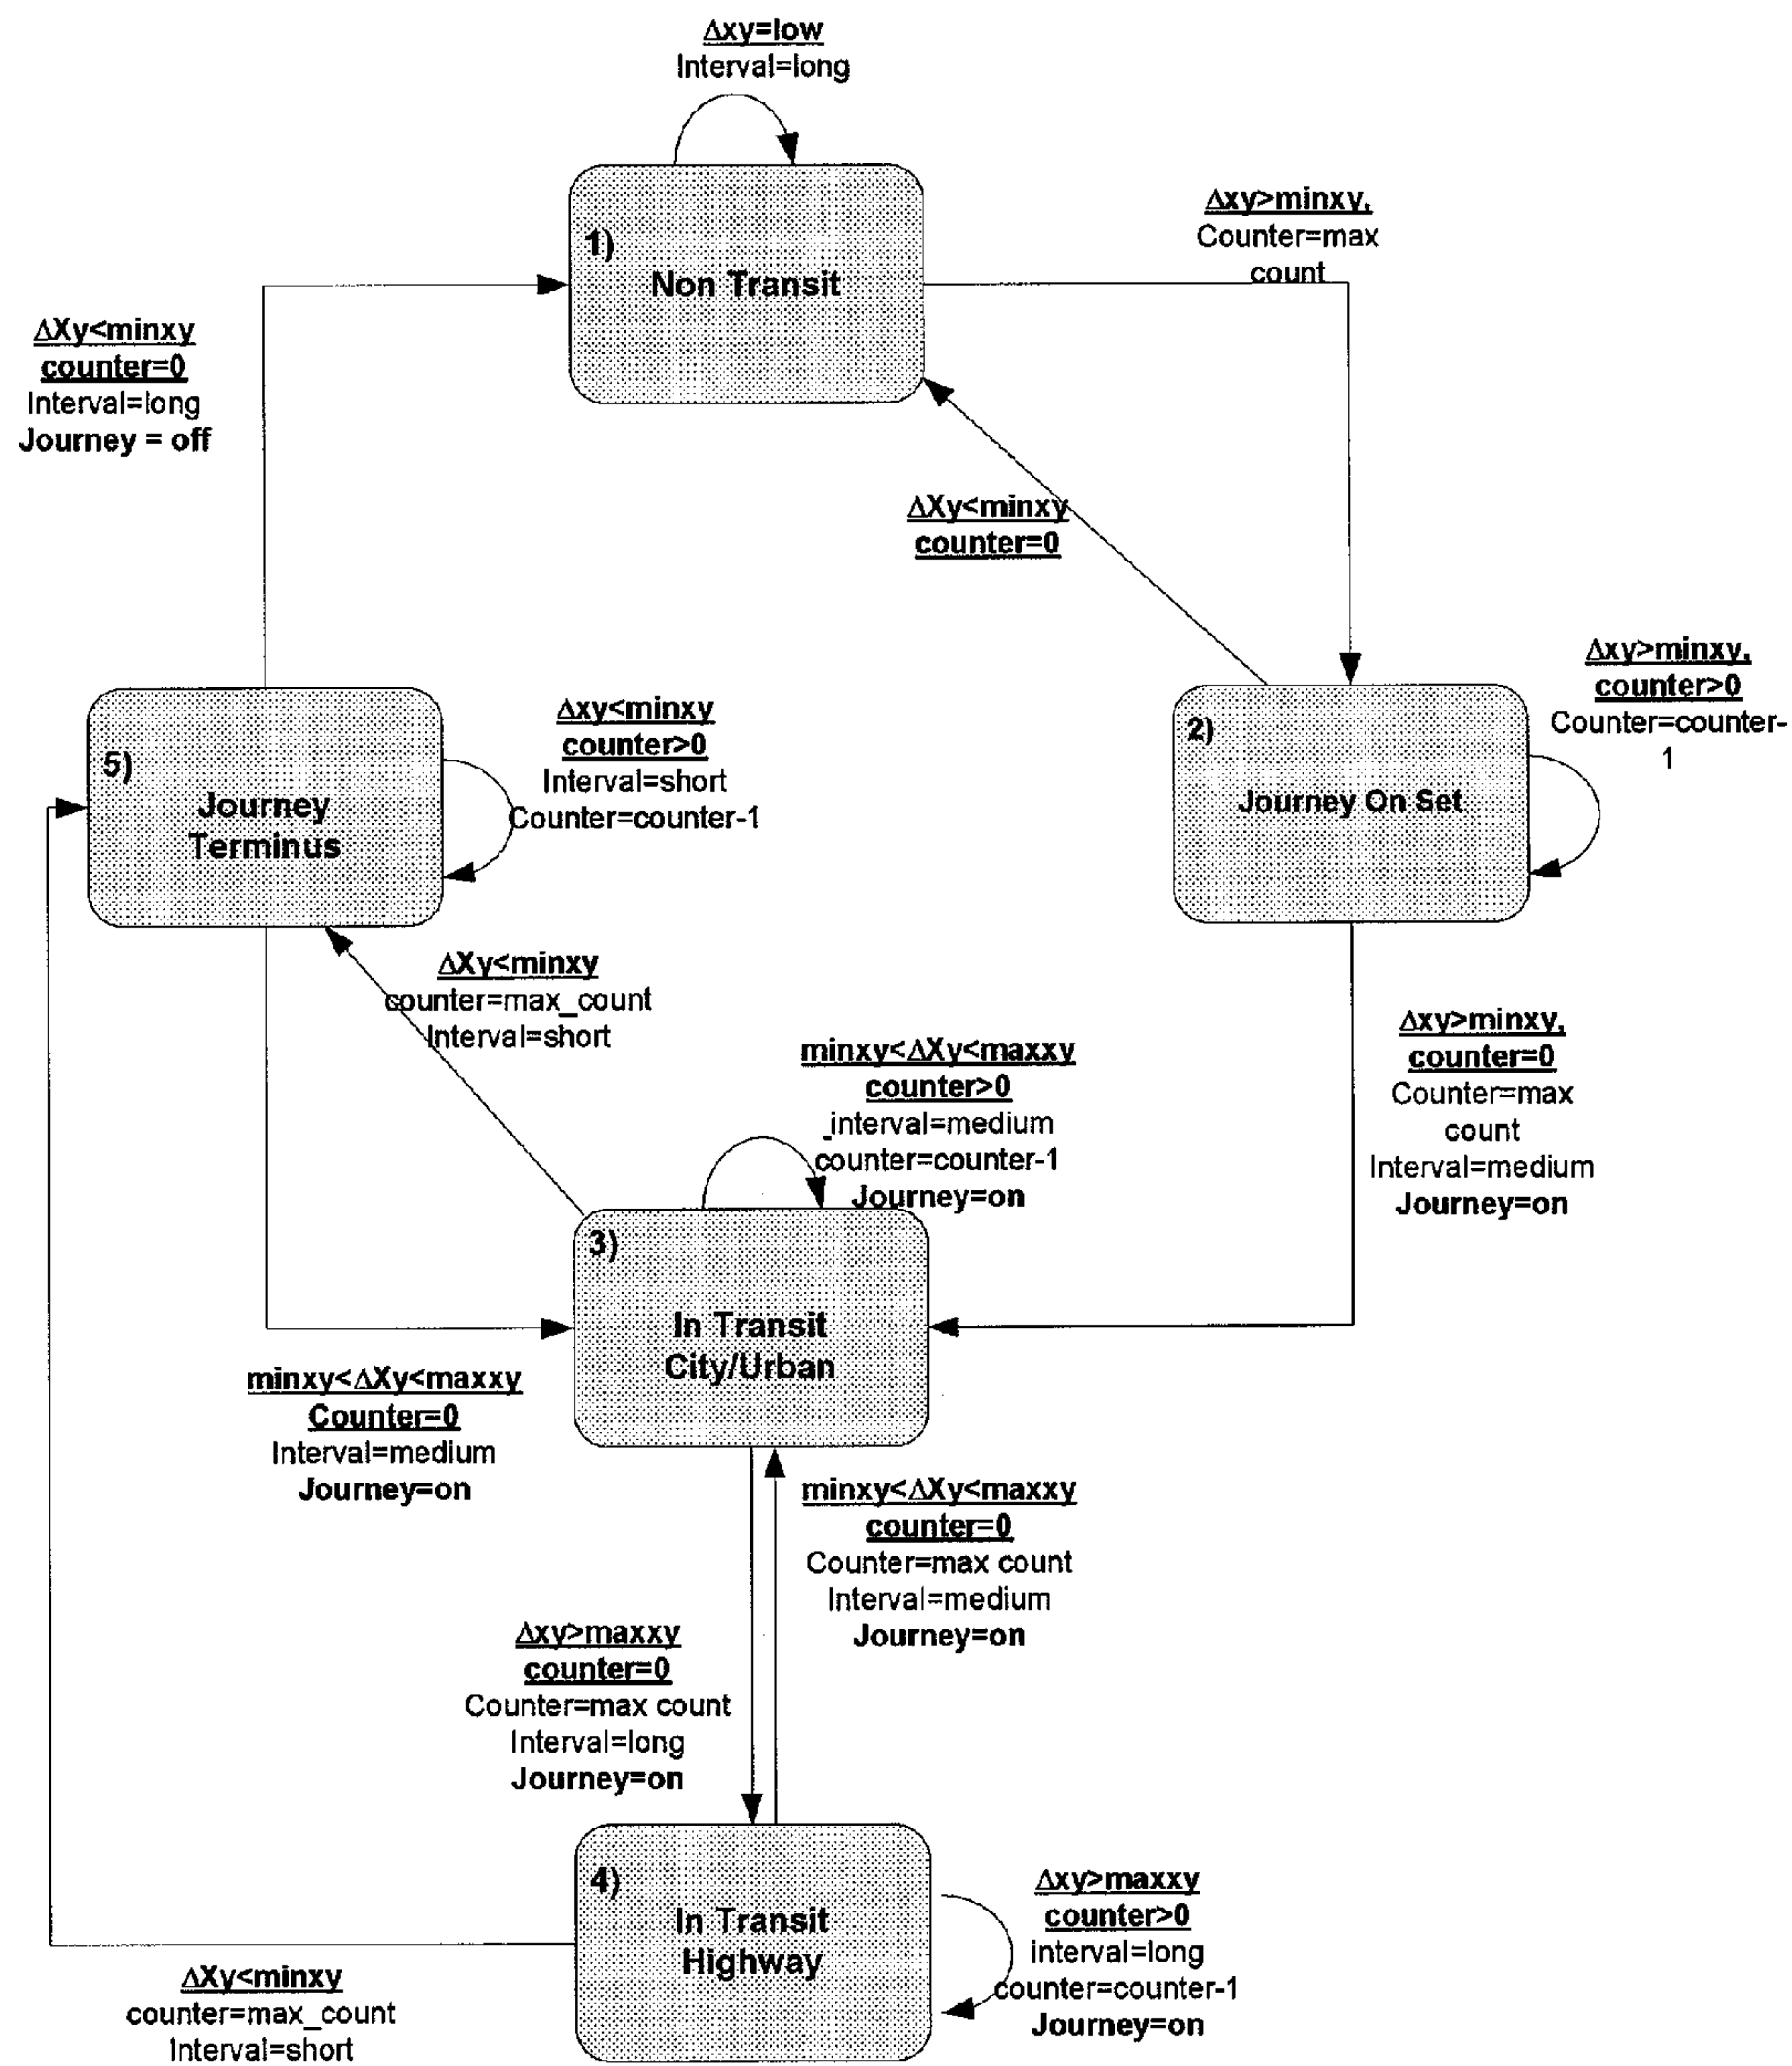 Δxy=low
Interval=long
1)
Non Transit
Δxy>minxy,
Counter=max
count
ΔXy<minxy
counter=0
Interval=long
Journey = off
ΔXy<minxy
counter=0
Δxy>minxy,
counter>0
Counter=counter-
1
2)
Journey On Set
5)
Journey
Terminus
Δxy<minxy
counter>0
Interval=short
Counter=counter-1
ΔXy<minxy
counter=max_count
Interval=short
minxy<ΔXy<maxxy
counter>0
interval=medium
counter=counter-1
Journey=on
Δxy>minxy,
counter=0
Counter=max
count
Interval=medium
Journey=on
3)
In Transit
City/Urban
minxy<ΔXy<maxxy
Counter=0
Interval=medium
Journey=on
minxy<ΔXy<maxxy
counter=0
Counter=max count
Interval=medium
Journey=on
Δxy>maxxy
counter=0
Counter=max count
Interval=long
Journey=on
4)
In Transit
Highway
Δxy>maxxy
counter>0
interval=long
counter=counter-1
Journey=on
ΔXy<minxy
counter=max_count
Interval=short